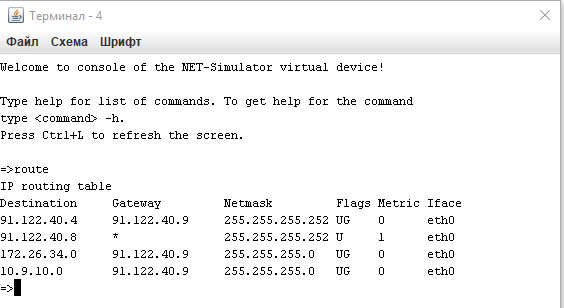 Терминал - 4
Файл Схема Шрифт
Welcome to console of the NET-Simulator virtual device!
Type help for list of commands. To get help for the command
type <command> -h.
Press Ctrl+L to refresh the screen.
=>route
IP routing table
Destination Gateway Netmask Flags Metric Iface
91.122.40.4 91.122.40.9 255.255.255.252 UG 0 eth0
91.122.40.8 * 255.255.255.252 U 1 eth0
172.26.34.0 91.122.40.9 255.255.255.0 UG 0 eth0
10.9.10.0 91.122.40.9 255.255.255.0 UG 0 eth0
=>